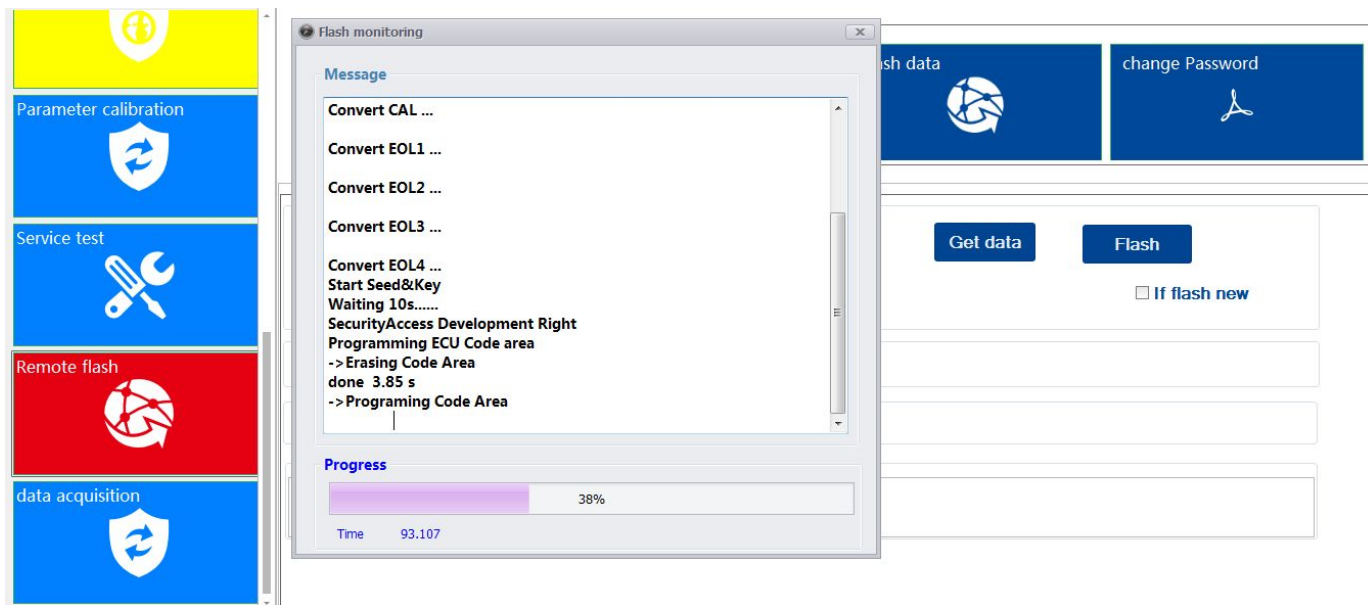 Parameter calibration
Service test
Remote flash
data acquisition
Flash monitoring
Message
Convert CAL ...
Convert EOL1 ...
Convert EOL2 ...
Convert EOL3 ...
Convert EOL4 ...
Start Seed&Key
Waiting 10s......
SecurityAccess Development Right
Programming ECU Code area
->Erasing Code Area
done 3.85 s
->Programing Code Area
Progress
38%
Time 93.107
data
change Password
Get data
Flash
If flash new